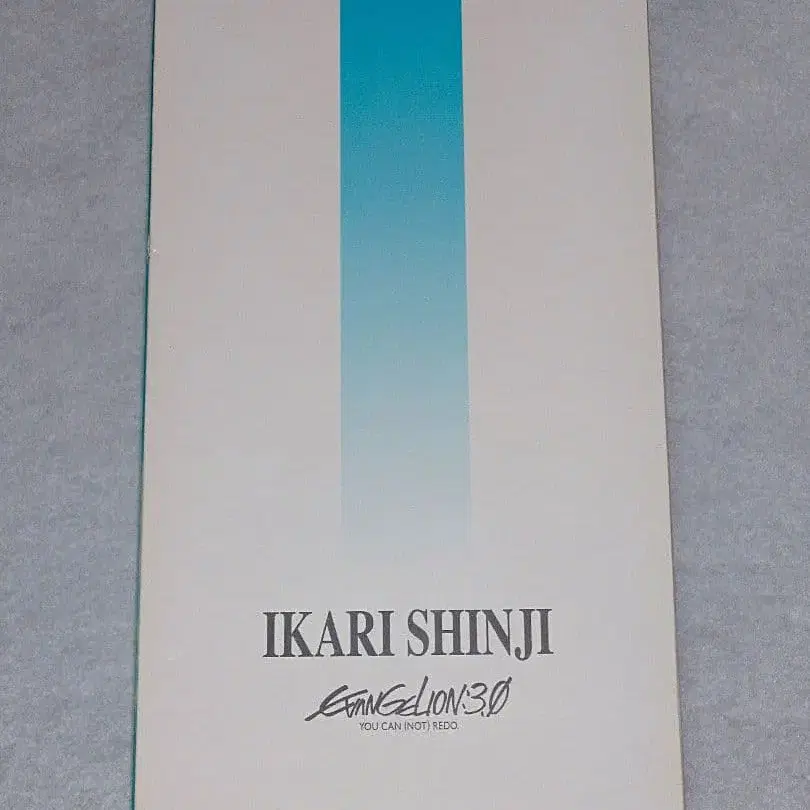 IKARI SHINJI
EVANGELION:3.0
YOU CAN (NOT) REDO.